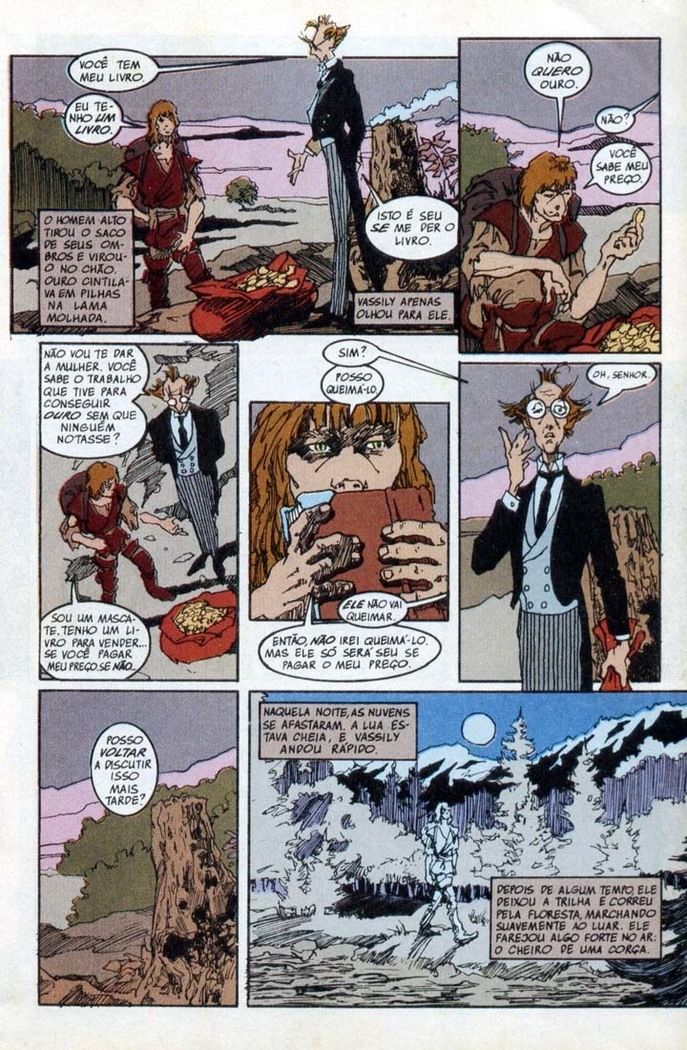 VOCÊ TEM
MEU LIVRO.
EU TE-
NHO UM
LIVRO.
O HOMEM ALTO
TIROU O SACO
DE SEUS OM-
BROS E VIROU-
O NO CHÃO.
OURO CINTILA-
VA EM PILHAS
NA LAMA
MOLHADA.
ISTO É SEU
SE ME DER O
LIVRO.
VASSILY APENAS
OLHOU PARA ELE.
NÃO
QUERO
OURO.
NÃO?
VOCÊ
SABE MEU
PREÇO.
NÃO VOU TE DAR
A MULHER. VOCÊ
SABE O TRABALHO
QUE TIVE PARA
CONSEGUIR
OURO SEM QUE
NINGUÉM
NOTASSE?
SOU UM MASCA-
TE. TENHO UM LI-
VRO PARA VENDER...
SE VOCÊ PAGAR
MEU PREÇO. SE NÃO...
SIM?
POSSO
QUEIMÁ-LO.
ELE NÃO VAI
QUEIMAR.
ENTÃO, NÃO IREI QUEIMÁ-LO.
MAS ELE SÓ SERÁ SEU SE
PAGAR O MEU PREÇO.
OH, SENHOR.
POSSO
VOLTAR
A DISCUTIR
ISSO
MAIS
TARDE?
NAQUELA NOITE, AS NUVENS
SE AFASTARAM. A LUA ES-
TAVA CHEIA, E VASSILY
ANDOU RÁPIDO.
DEPOIS DE ALGUM TEMPO, ELE
DEIXOU A TRILHA E CORREU
PELA FLORESTA, MARCHANDO
SUAVEMENTE AO LUAR. ELE
FAREJOU ALGO FORTE NO AR:
O CHEIRO DE UMA CORÇA.